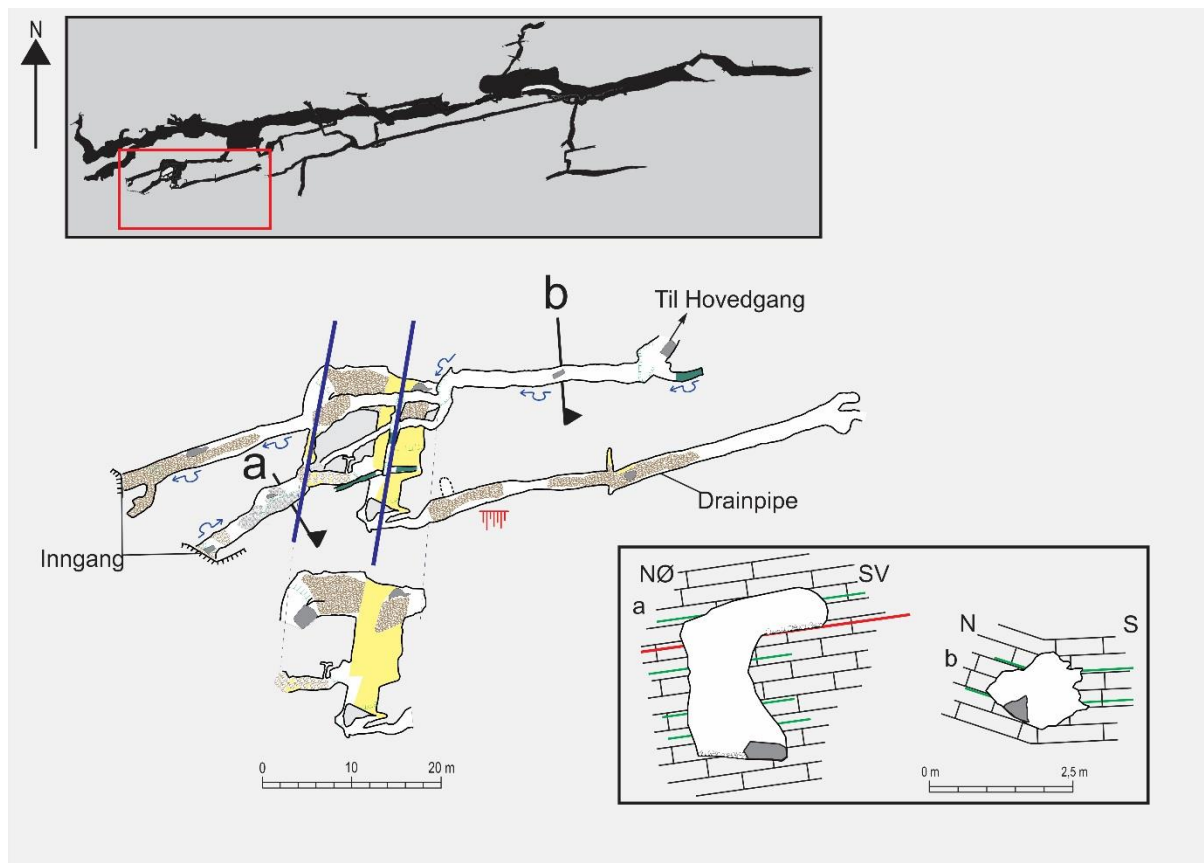 N
b
Til Hovedgang
a
Drainpipe
Inngang
0 10 20 m
NØ SV
a
N S
b
0 m 2,5 m